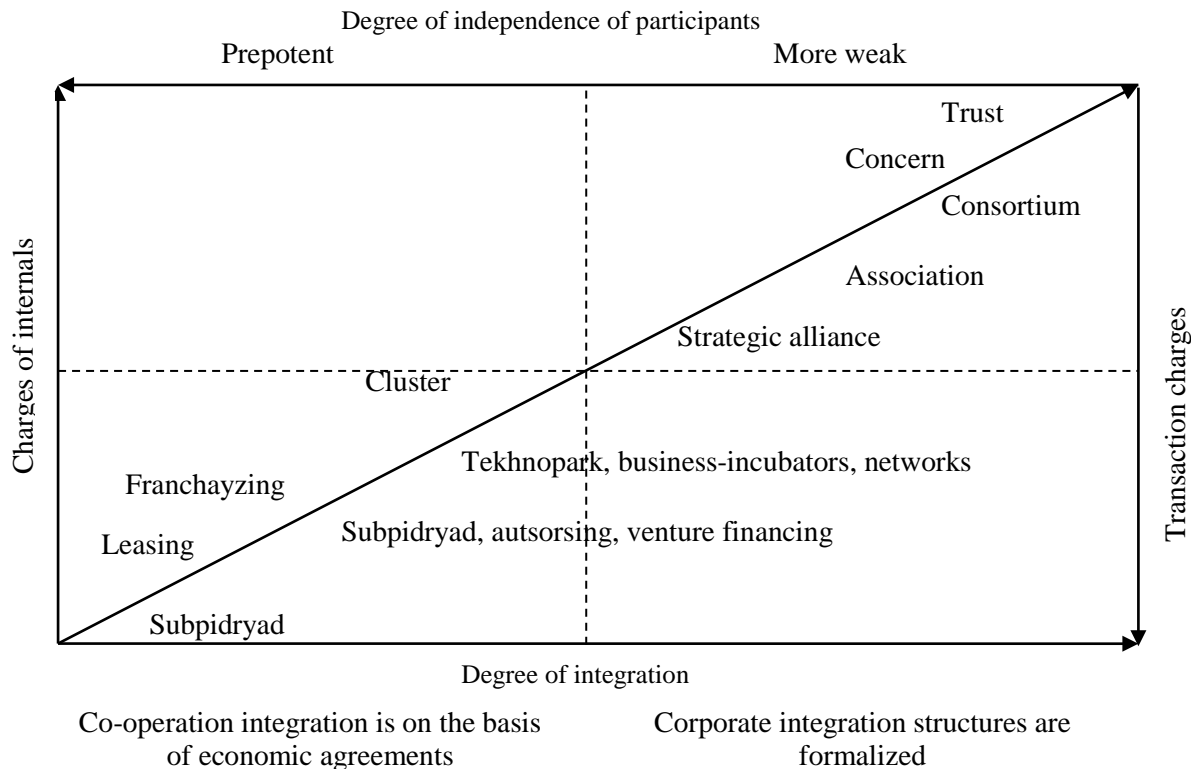 Degree of independence of participants
Prepotent
More weak
Trust
Concern
Consortium
Association
Strategic alliance
Cluster
Tekhnopark, business-incubators, networks
Franchayzing
Subpidryad, autsorsing, venture financing
Leasing
Subpidryad
Charges of internals
Transaction charges
Degree of integration
Co-operation integration is on the basis
of economic agreements
Corporate integration structures are
formalized